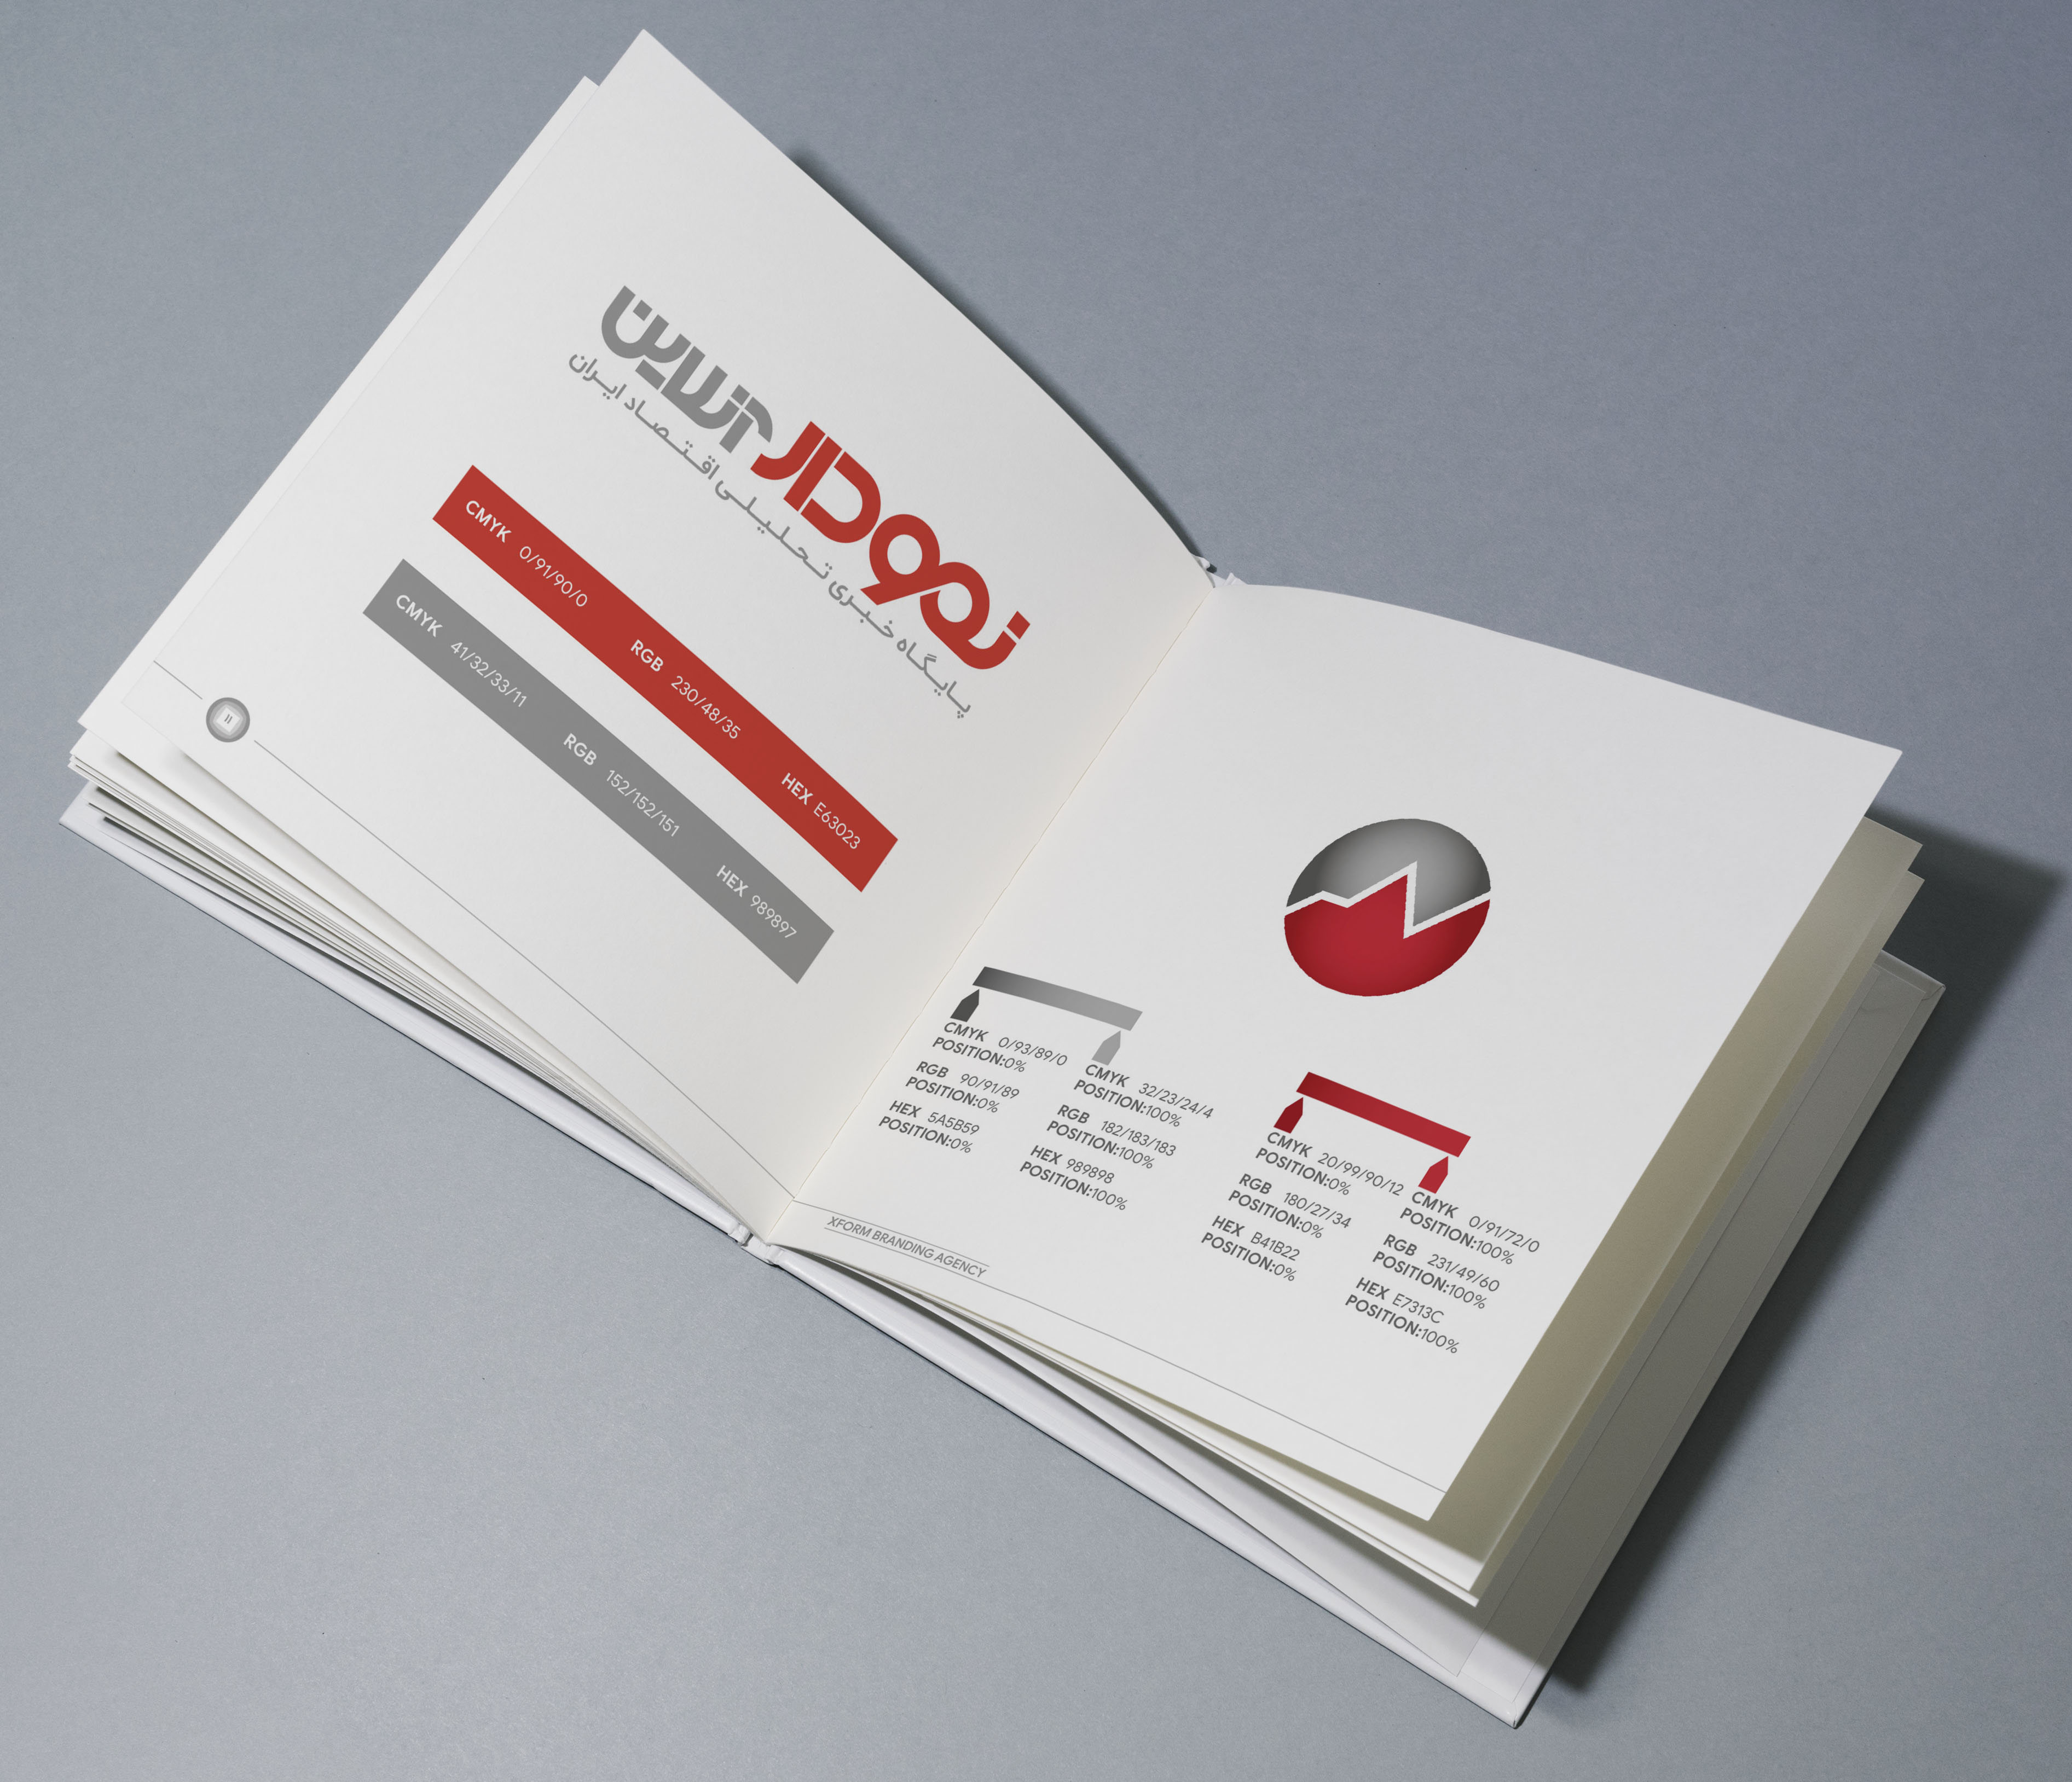 نمودار آنلاین
پایگاه خبری تحلیلی اقتصاد ایران
CMYK 0/91/90/0 RGB 230/48/35 HEX E63023
CMYK 41/32/33/11 RGB 152/152/151 HEX 989897
۱۱
CMYK 0/93/89/0
POSITION:0%
RGB 90/91/89
POSITION:0%
HEX 5A5B59
POSITION:0%
CMYK 32/23/24/4
POSITION:100%
RGB 182/183/183
POSITION:100%
HEX 989898
POSITION:100%
CMYK 20/99/90/12
POSITION:0%
RGB 180/27/34
POSITION:0%
HEX B41B22
POSITION:0%
CMYK 0/91/72/0
POSITION:100%
RGB 231/49/60
POSITION:100%
HEX E7313C
POSITION:100%
XFORM BRANDING AGENCY